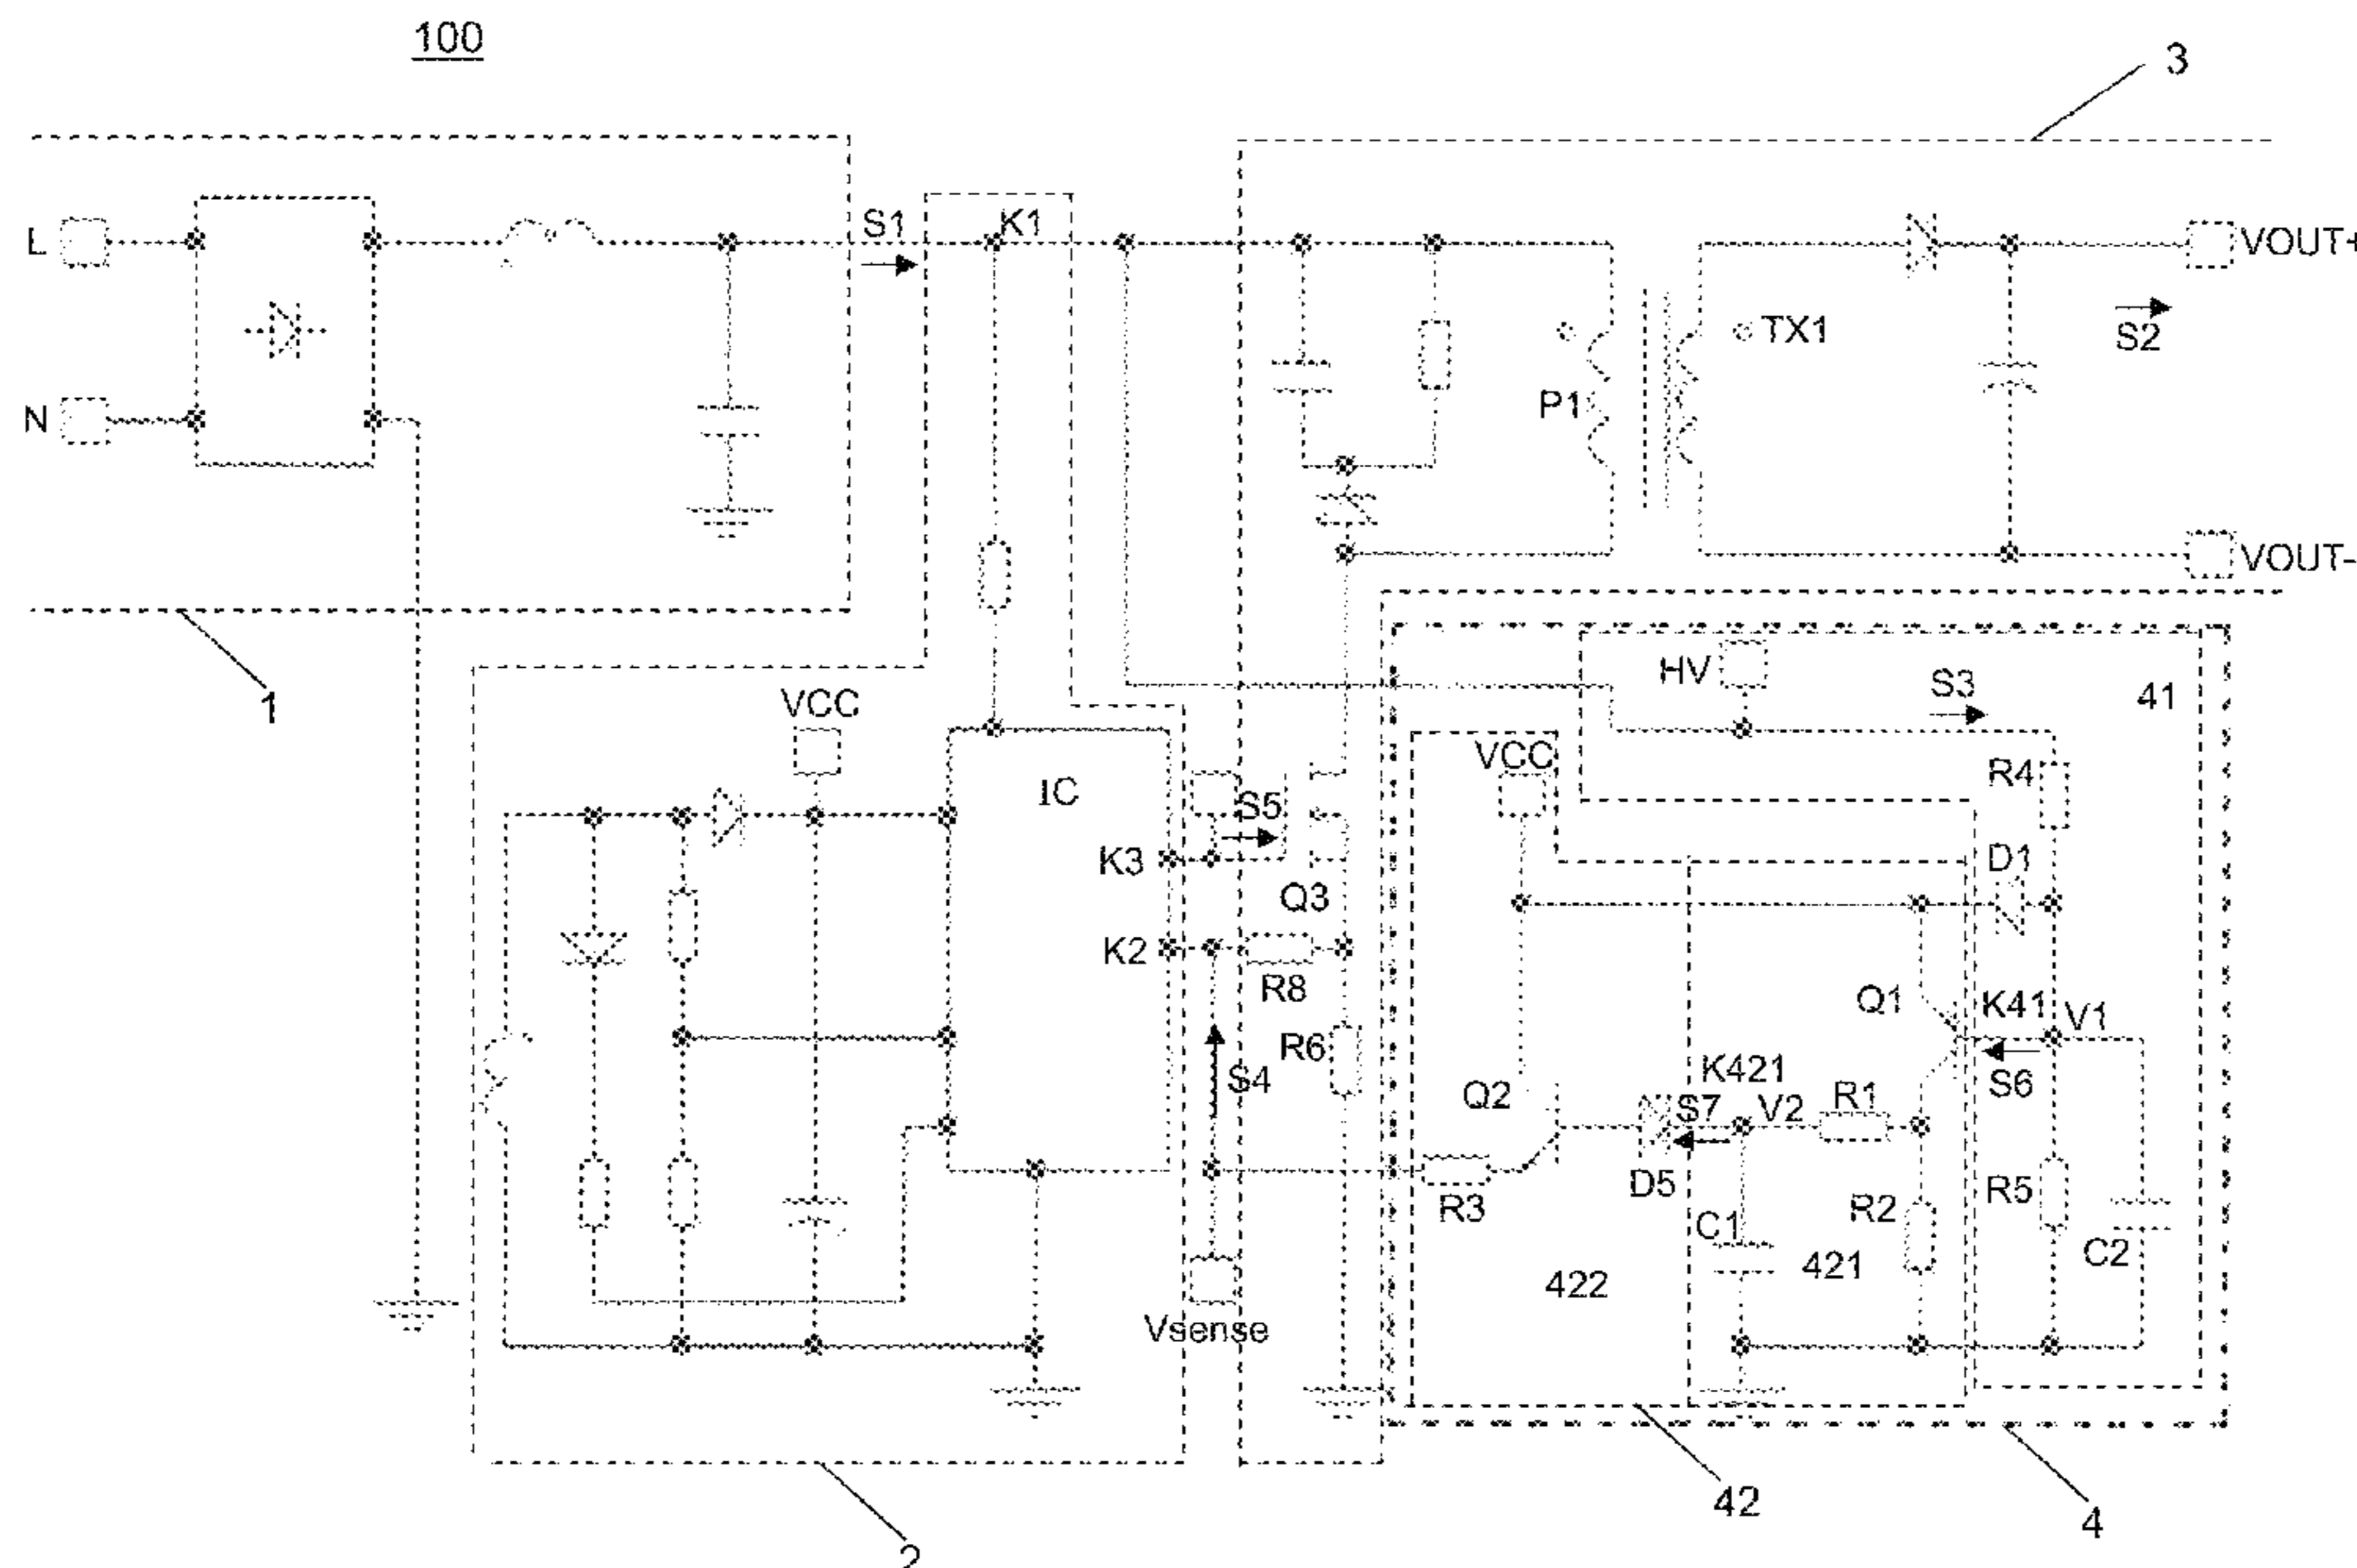 100
3
L
S1
K1
VOUT+
TX1
S2
N
P1
VOUT-
1
HV
S3
41
VCC
VCC
IC
S5
R4
K3
Q3
D1
K2
R8
Q1
K41
V1
R6
S4
K421
S6
Q2
S7
V2
R1
R3
D5
C1
R2
R5
C2
421
422
Vsense
42
4
2